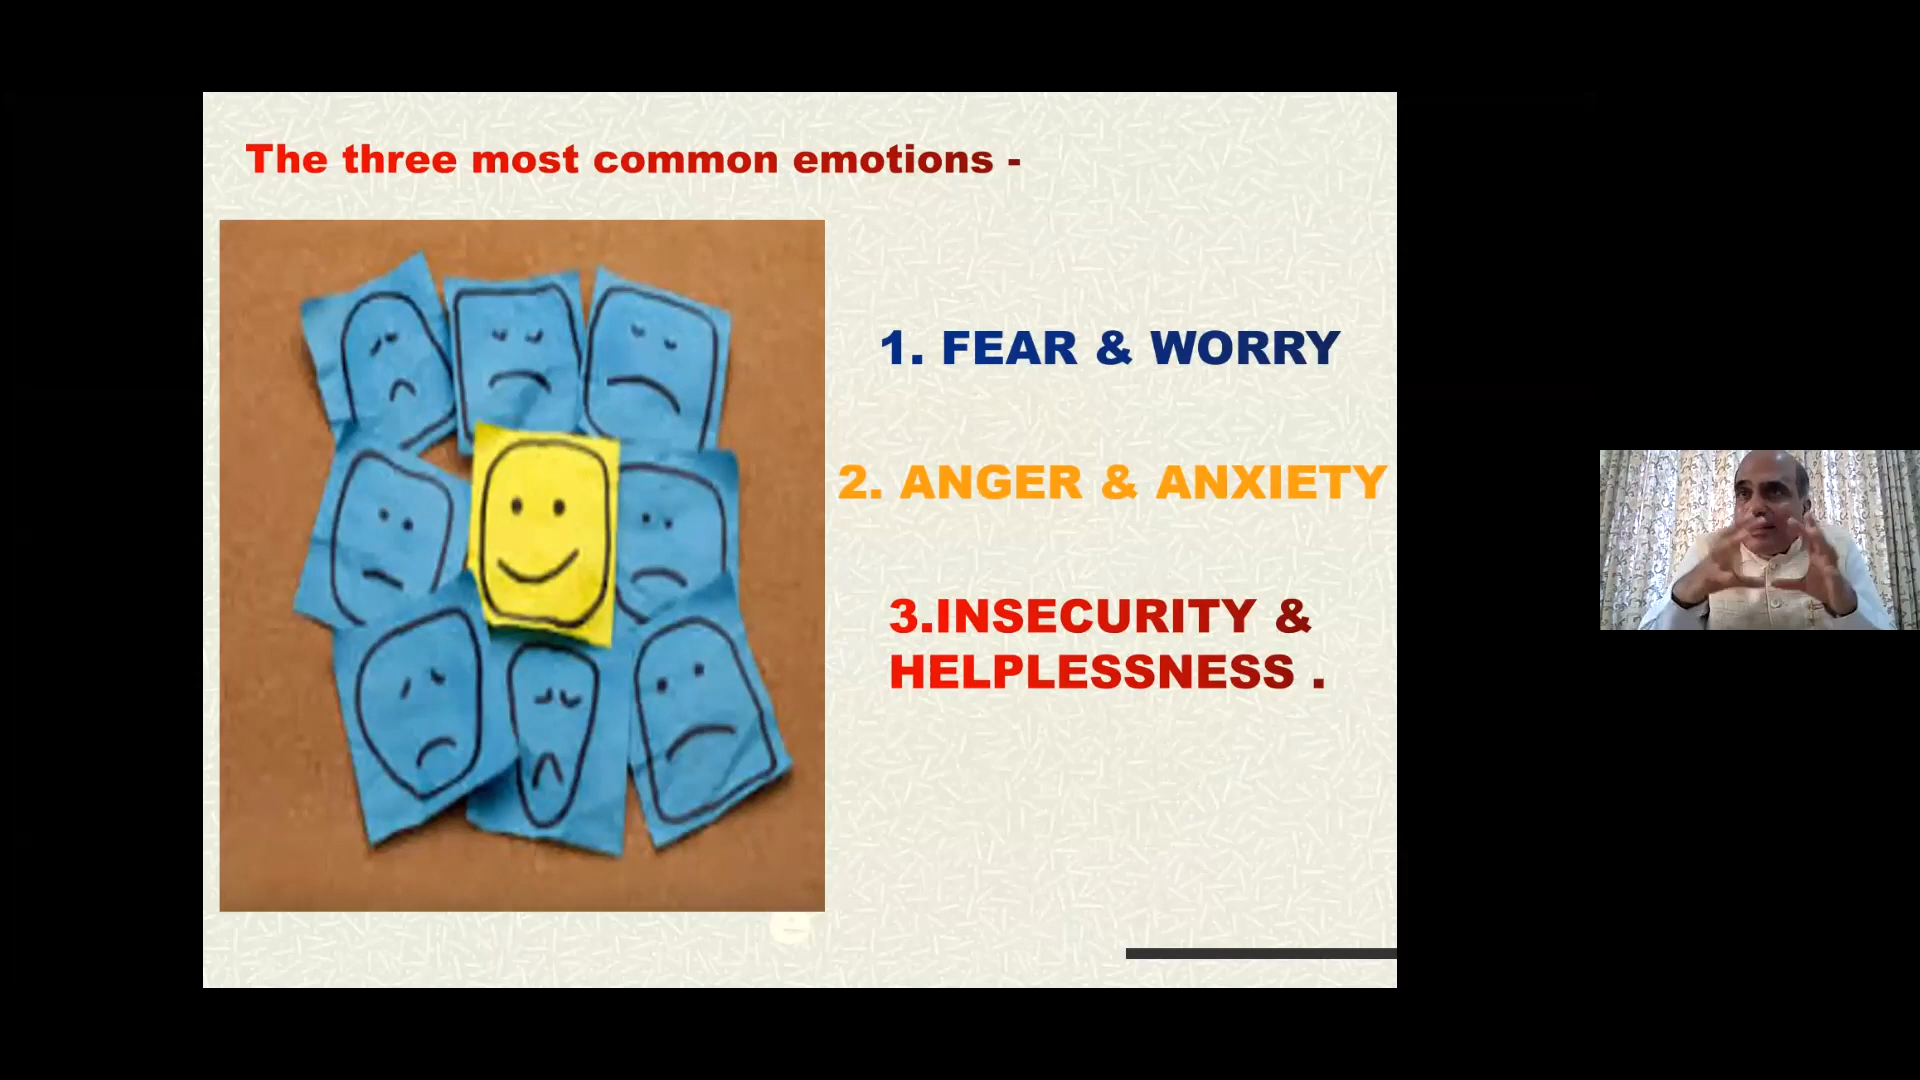 The three most common emotions -
1. FEAR & WORRY
2. ANGER & ANXIETY
3.INSECURITY &
HELPLESSNESS .